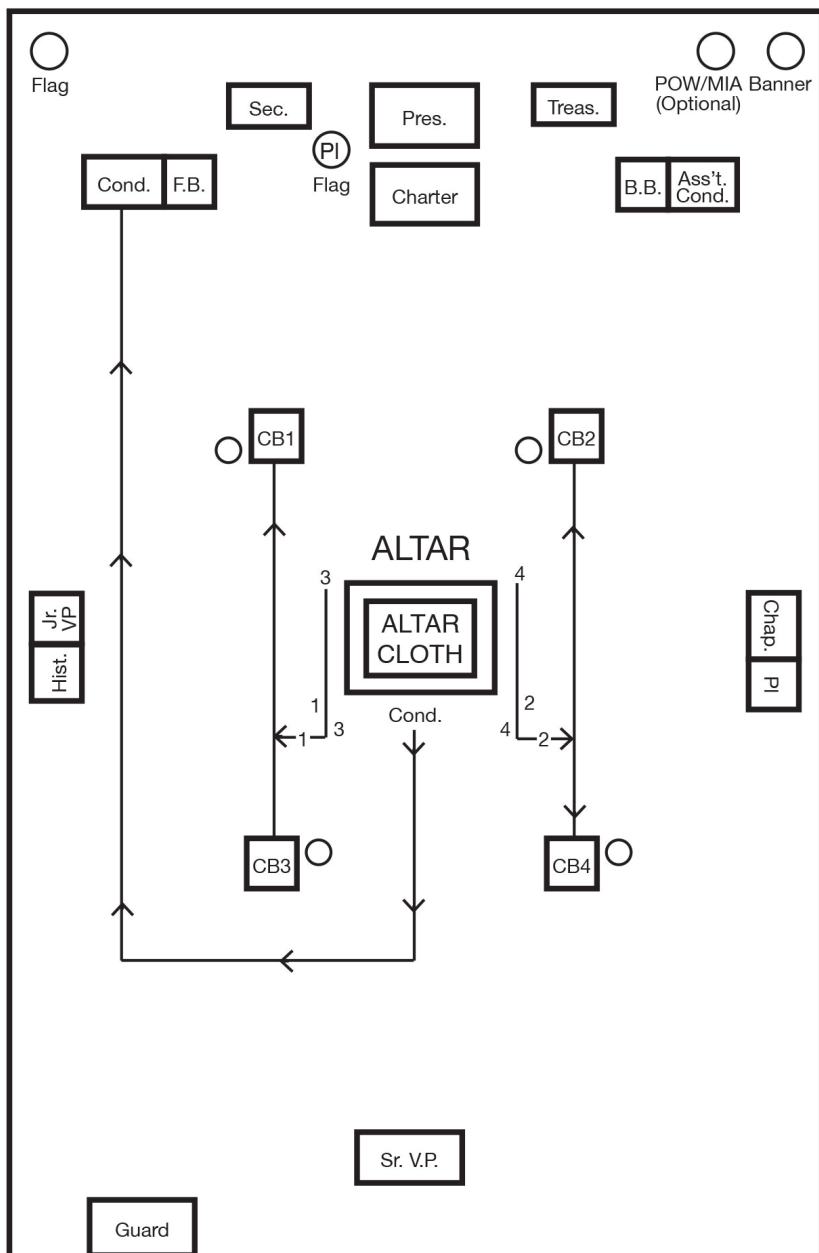 Flag
POW/MIA
(Optional)
Banner
Sec.
Pres.
Treas.
PI
Flag
Cond.
F.B.
Charter
B.B.
Ass't.
Cond.
CB1
CB2
ALTAR
3
4
ALTAR
CLOTH
Jr.
VP
Hist.
Chap.
PI
1
3
1
Cond.
2
4
2
CB3
CB4
Sr. V.P.
Guard